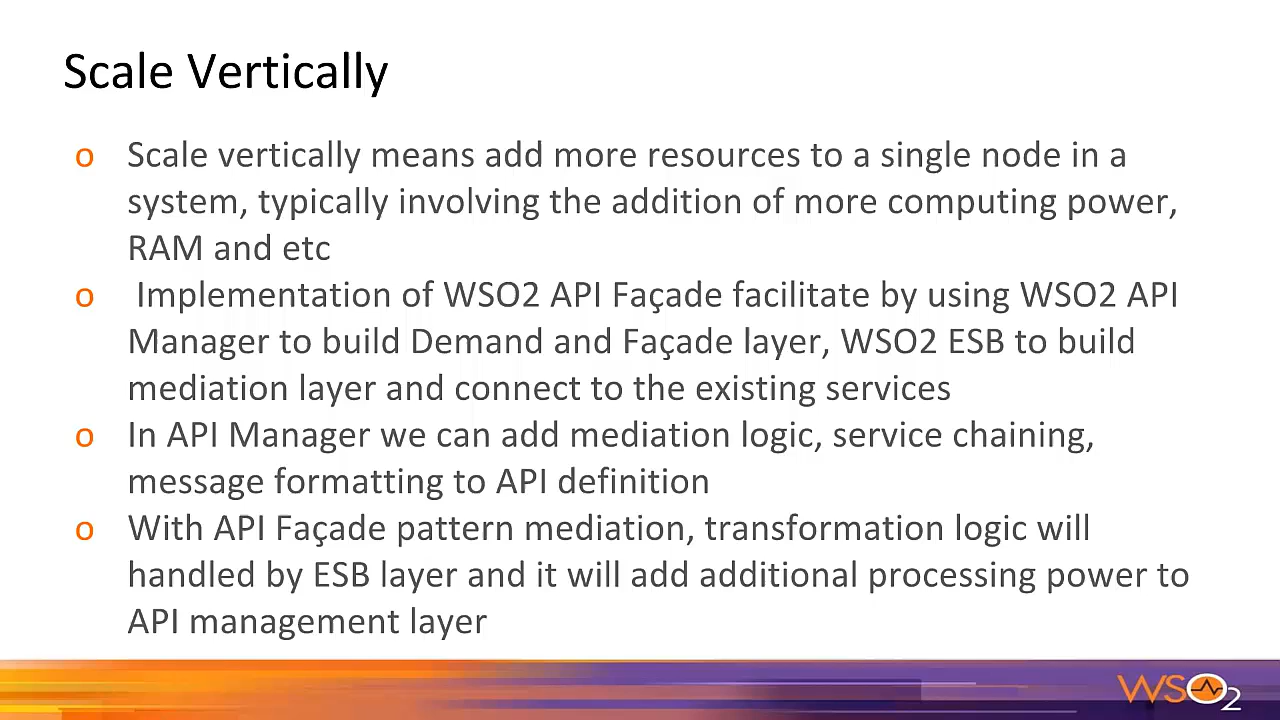 Scale Vertically
o Scale vertically means add more resources to a single node in a
system, typically involving the addition of more computing power,
RAM and etc
o Implementation of WSO2 API Façade facilitate by using WSO2 API
Manager to build Demand and Façade layer, WSO2 ESB to build
mediation layer and connect to the existing services
o In API Manager we can add mediation logic, service chaining,
message formatting to API definition
o With API Façade pattern mediation, transformation logic will
handled by ESB layer and it will add additional processing power to
API management layer
WSO2